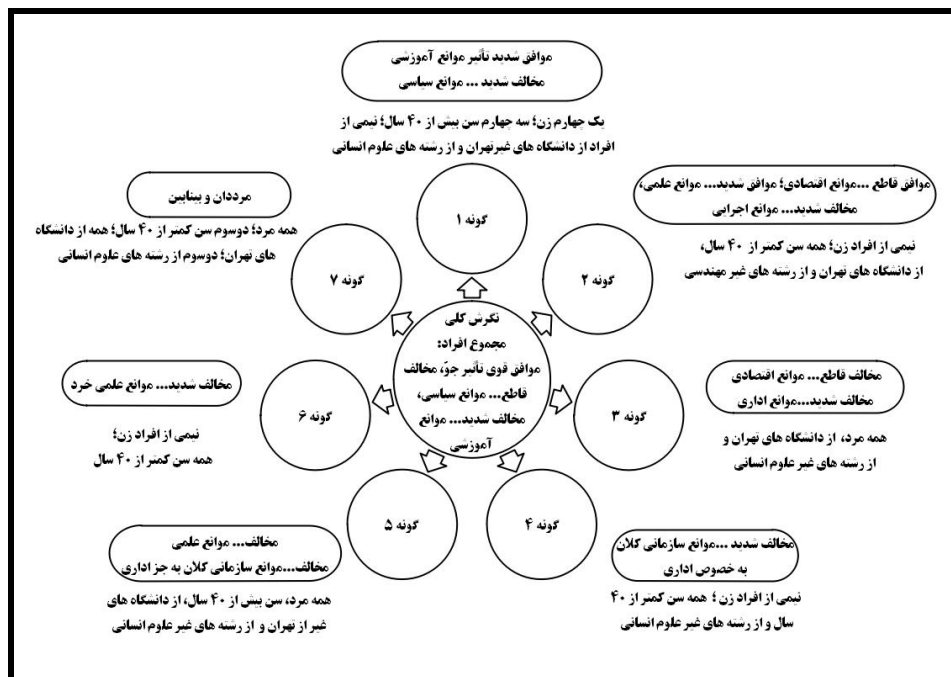 موافق شدید تأثیر موانع آموزشی
مخالف شدید ... موانع سیاسی
یک چهارم زن؛ سه چهارم سن بیش از ۴۰ سال؛ نیمی از
افراد از دانشگاه های غیرتهران و از رشته های علوم انسانی
گونه ۱
موافق قاطع ...موانع اقتصادی؛ موافق شدید... موانع علمی،
مخالف شدید... موانع اجرایی
نیمی از افراد زن؛ همه سن کمتر از ۴۰ سال،
از دانشگاه های تهران و از رشته های غیر مهندسی
گونه ۲
مخالف قاطع... موانع اقتصادی
مخالف شدید...موانع اداری
همه مرد، از دانشگاه های تهران و
از رشته های غیر علوم انسانی
گونه ۳
مخالف شدید ...موانع سازمانی کلان
به خصوص اداری
نیمی از افراد زن؛ همه سن کمتر از ۴۰
سال و از رشته های غیر علوم انسانی
گونه ۴
مخالف... موانع علمی
مخالف...موانع سازمانی کلان به جز اداری
همه مرد، سن بیش از ۴۰ سال، از دانشگاه های
غیر از تهران و از رشته های غیر علوم انسانی
گونه ۵
مخالف شدید... موانع علمی خرد
نیمی از افراد زن؛
همه سن کمتر از ۴۰ سال
گونه ۶
مرددان و بینابین
همه مرد؛ دوسوم سن کمتر از ۴۰ سال؛ همه از دانشگاه
های تهران؛ دوسوم از رشته های علوم انسانی
گونه ۷
نگرش کلی
مجموع افراد:
موافق قوی تأثیر جوّ، مخالف
قاطع... موانع سیاسی،
مخالف شدید... موانع
آموزشی